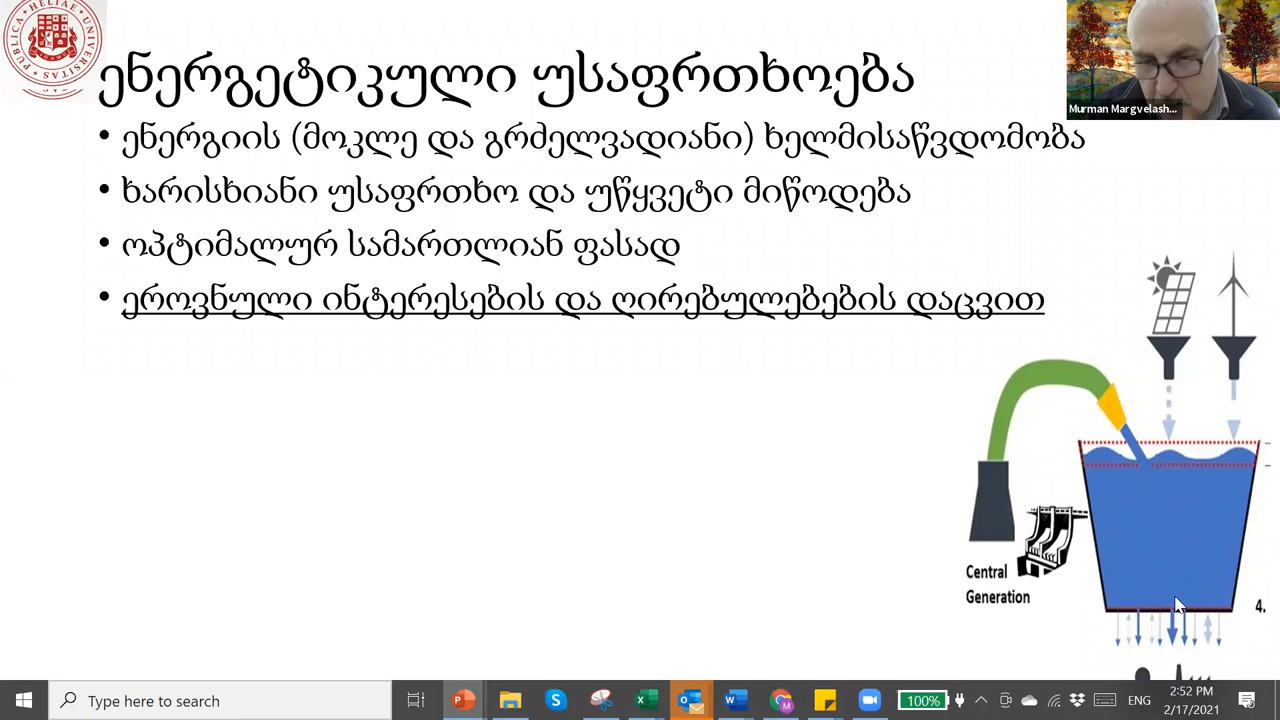 ენერგეტიკული უსაფრთხოება
• ენერგიის (მოკლე და გრძელვადიანი) ხელმისაწვდომობა
• ხარისხიანი უსაფრთხო და უწყვეტი მიწოდება
• ოპტიმალურ სამართლიან ფასად
• ეროვნული ინტერესების და ღირებულებების დაცვით
Murman Margvelash...
Central
Generation
4.
Type here to search
100%
ENG
2:52 PM
2/17/2021